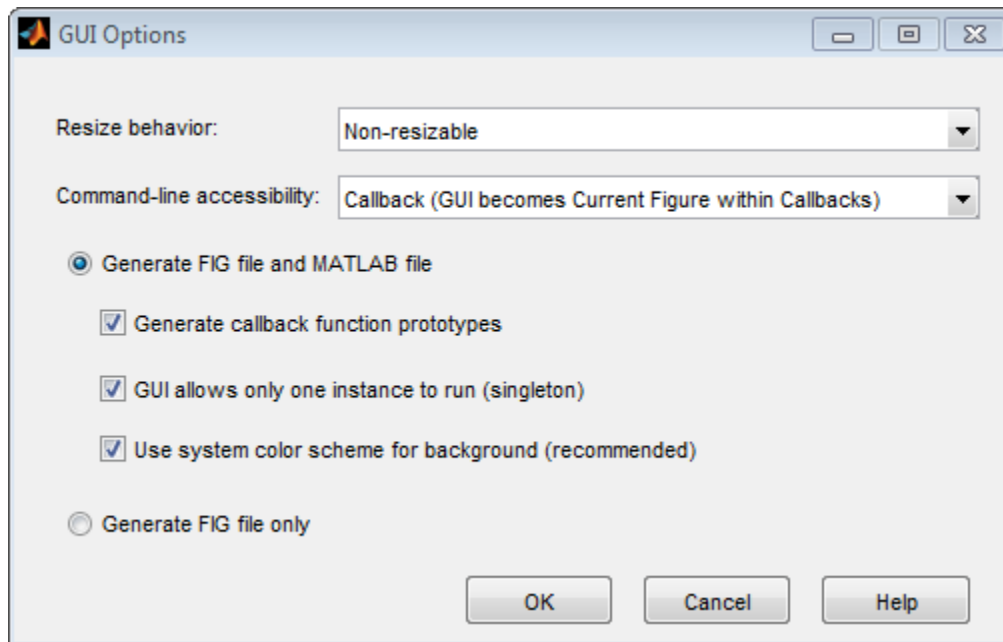 GUI Options
Resize behavior: Non-resizable
Command-line accessibility: Callback (GUI becomes Current Figure within Callbacks)
Generate FIG file and MATLAB file
Generate callback function prototypes
GUI allows only one instance to run (singleton)
Use system color scheme for background (recommended)
Generate FIG file only
OK Cancel Help